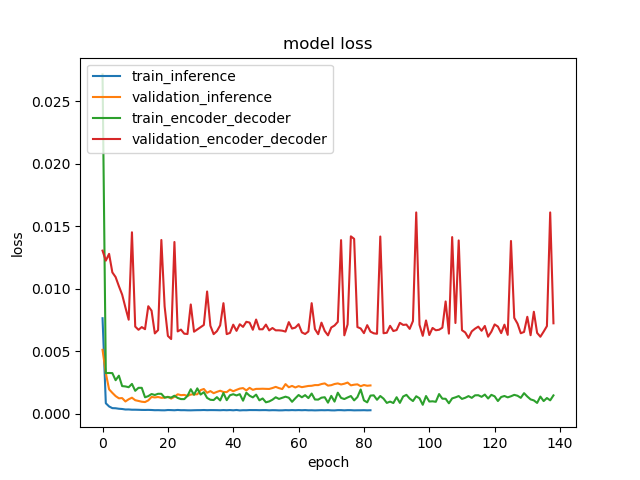 model loss
train_inference
validation_inference
train_encoder_decoder
validation_encoder_decoder
loss
0.025
0.020
0.015
0.010
0.005
0.000
0 20 40 60 80 100 120 140
epoch